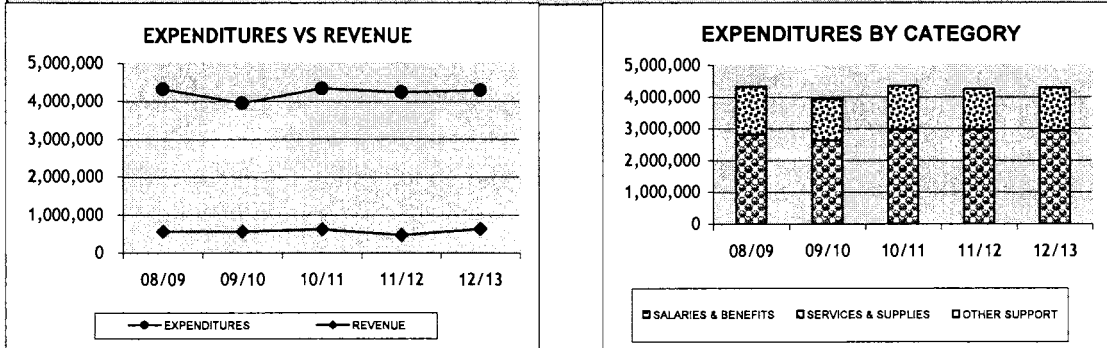 EXPENDITURES VS REVENUE
5,000,000
4,000,000
3,000,000
2,000,000
1,000,000
0
08/09 09/10 10/11 11/12 12/13
EXPENDITURES REVENUE
EXPENDITURES BY CATEGORY
5,000,000
4,000,000
3,000,000
2,000,000
1,000,000
0
08/09 09/10 10/11 11/12 12/13
SALARIES & BENEFITS SERVICES & SUPPLIES OTHER SUPPORT